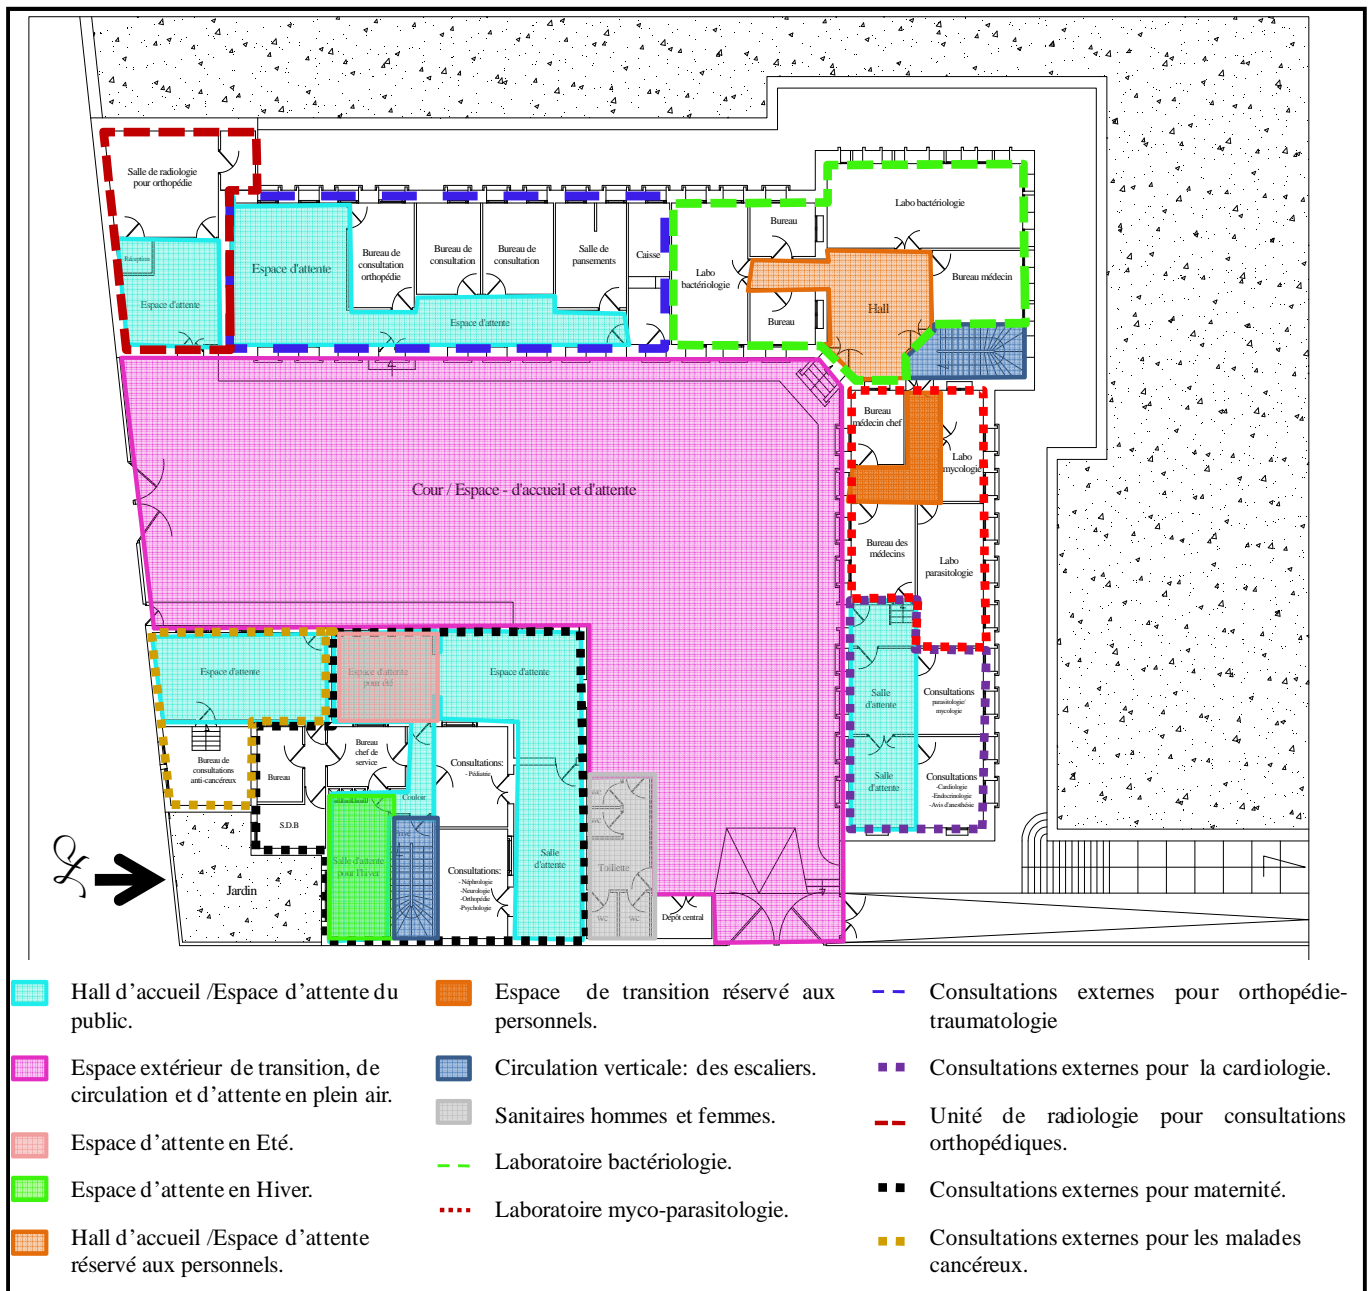 Salle de radiologie
pour orthopédie
Réception
Espace d'attente
Espace d'attente
Bureau de
consultation
orthopédie
Bureau de
consultation
Bureau de
consultation
Salle de
pansements
Caisse
Espace d'attente
Labo
bactériologie
Bureau
Bureau
Labo bactériologie
Bureau médecin
Hall
Bureau
médecin chef
Labo
mycologie
Bureau des
médecins
Labo
parasitologie
Cour / Espace - d'accueil et d'attente
Espace d'attente
Espace d'attente
pour été
Espace d'attente
Salle
d'attente
Consultations
parasitologie/
mycologie
Salle
d'attente
Consultations
-Cardiologie
-Endocrinologie
-Avis d'anesthésie
Bureau de
consultations
anti-cancéreux
Bureau
Bureau
chef de
service
Consultations:
- Pédiatrie
Couloir
S.D.B
Salle d'attente
pour l'hiver
Consultations:
- Néphrologie
-Neurologie
-Orthopédie
-Psychologie
Salle
d'attente
WC
WC
Toillette
WC
WC
Dépôt central
Jardin
Hall d'accueil /Espace d'attente du
public.
Espace extérieur de transition, de
circulation et d'attente en plein air.
Espace d'attente en Eté.
Espace d'attente en Hiver.
Hall d'accueil /Espace d'attente
réservé aux personnels.
Espace de transition réservé aux
personnels.
Circulation verticale: des escaliers.
Sanitaires hommes et femmes.
Laboratoire bactériologie.
Laboratoire myco-parasitologie.
Consultations externes pour orthopédie-
traumatologie
Consultations externes pour la cardiologie.
Unité de radiologie pour consultations
orthopédiques.
Consultations externes pour maternité.
Consultations externes pour les malades
cancéreux.